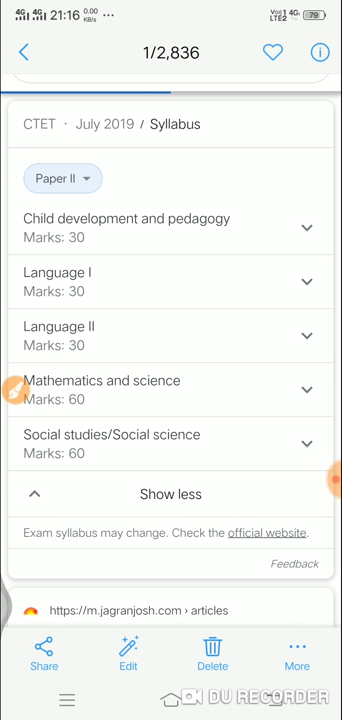 4G 4G 21:16 0.00 KB/s ... Vo) 1 4G LTE2 79
1/2,836
CTET · July 2019 / Syllabus
Paper II
Child development and pedagogy
Marks: 30
Language I
Marks: 30
Language II
Marks: 30
Mathematics and science
Marks: 60
Social studies/Social science
Marks: 60
Show less
Exam syllabus may change. Check the official website.
Feedback
https://m.jagranjosh.com › articles
Share Edit Delete More
DU RECORDER